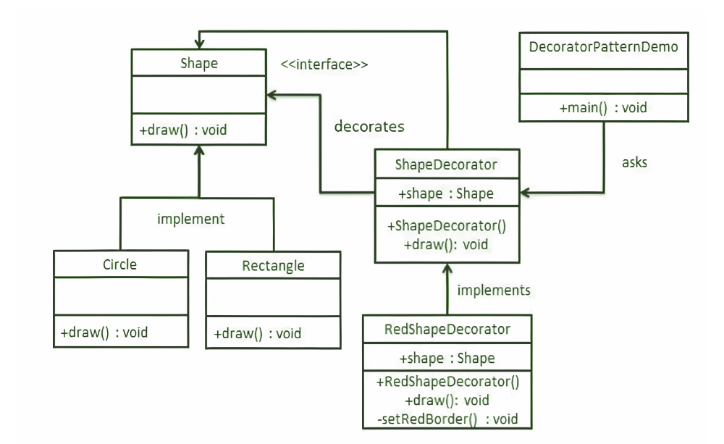 Shape
<<interface>>
+draw() : void
DecoratorPatternDemo
+main() : void
decorates
asks
ShapeDecorator
+shape : Shape
+ShapeDecorator()
+draw(): void
implement
Circle
+draw() : void
Rectangle
+draw() : void
implements
RedShapeDecorator
+shape : Shape
+RedShapeDecorator()
+draw(): void
-setRedBorder() : void